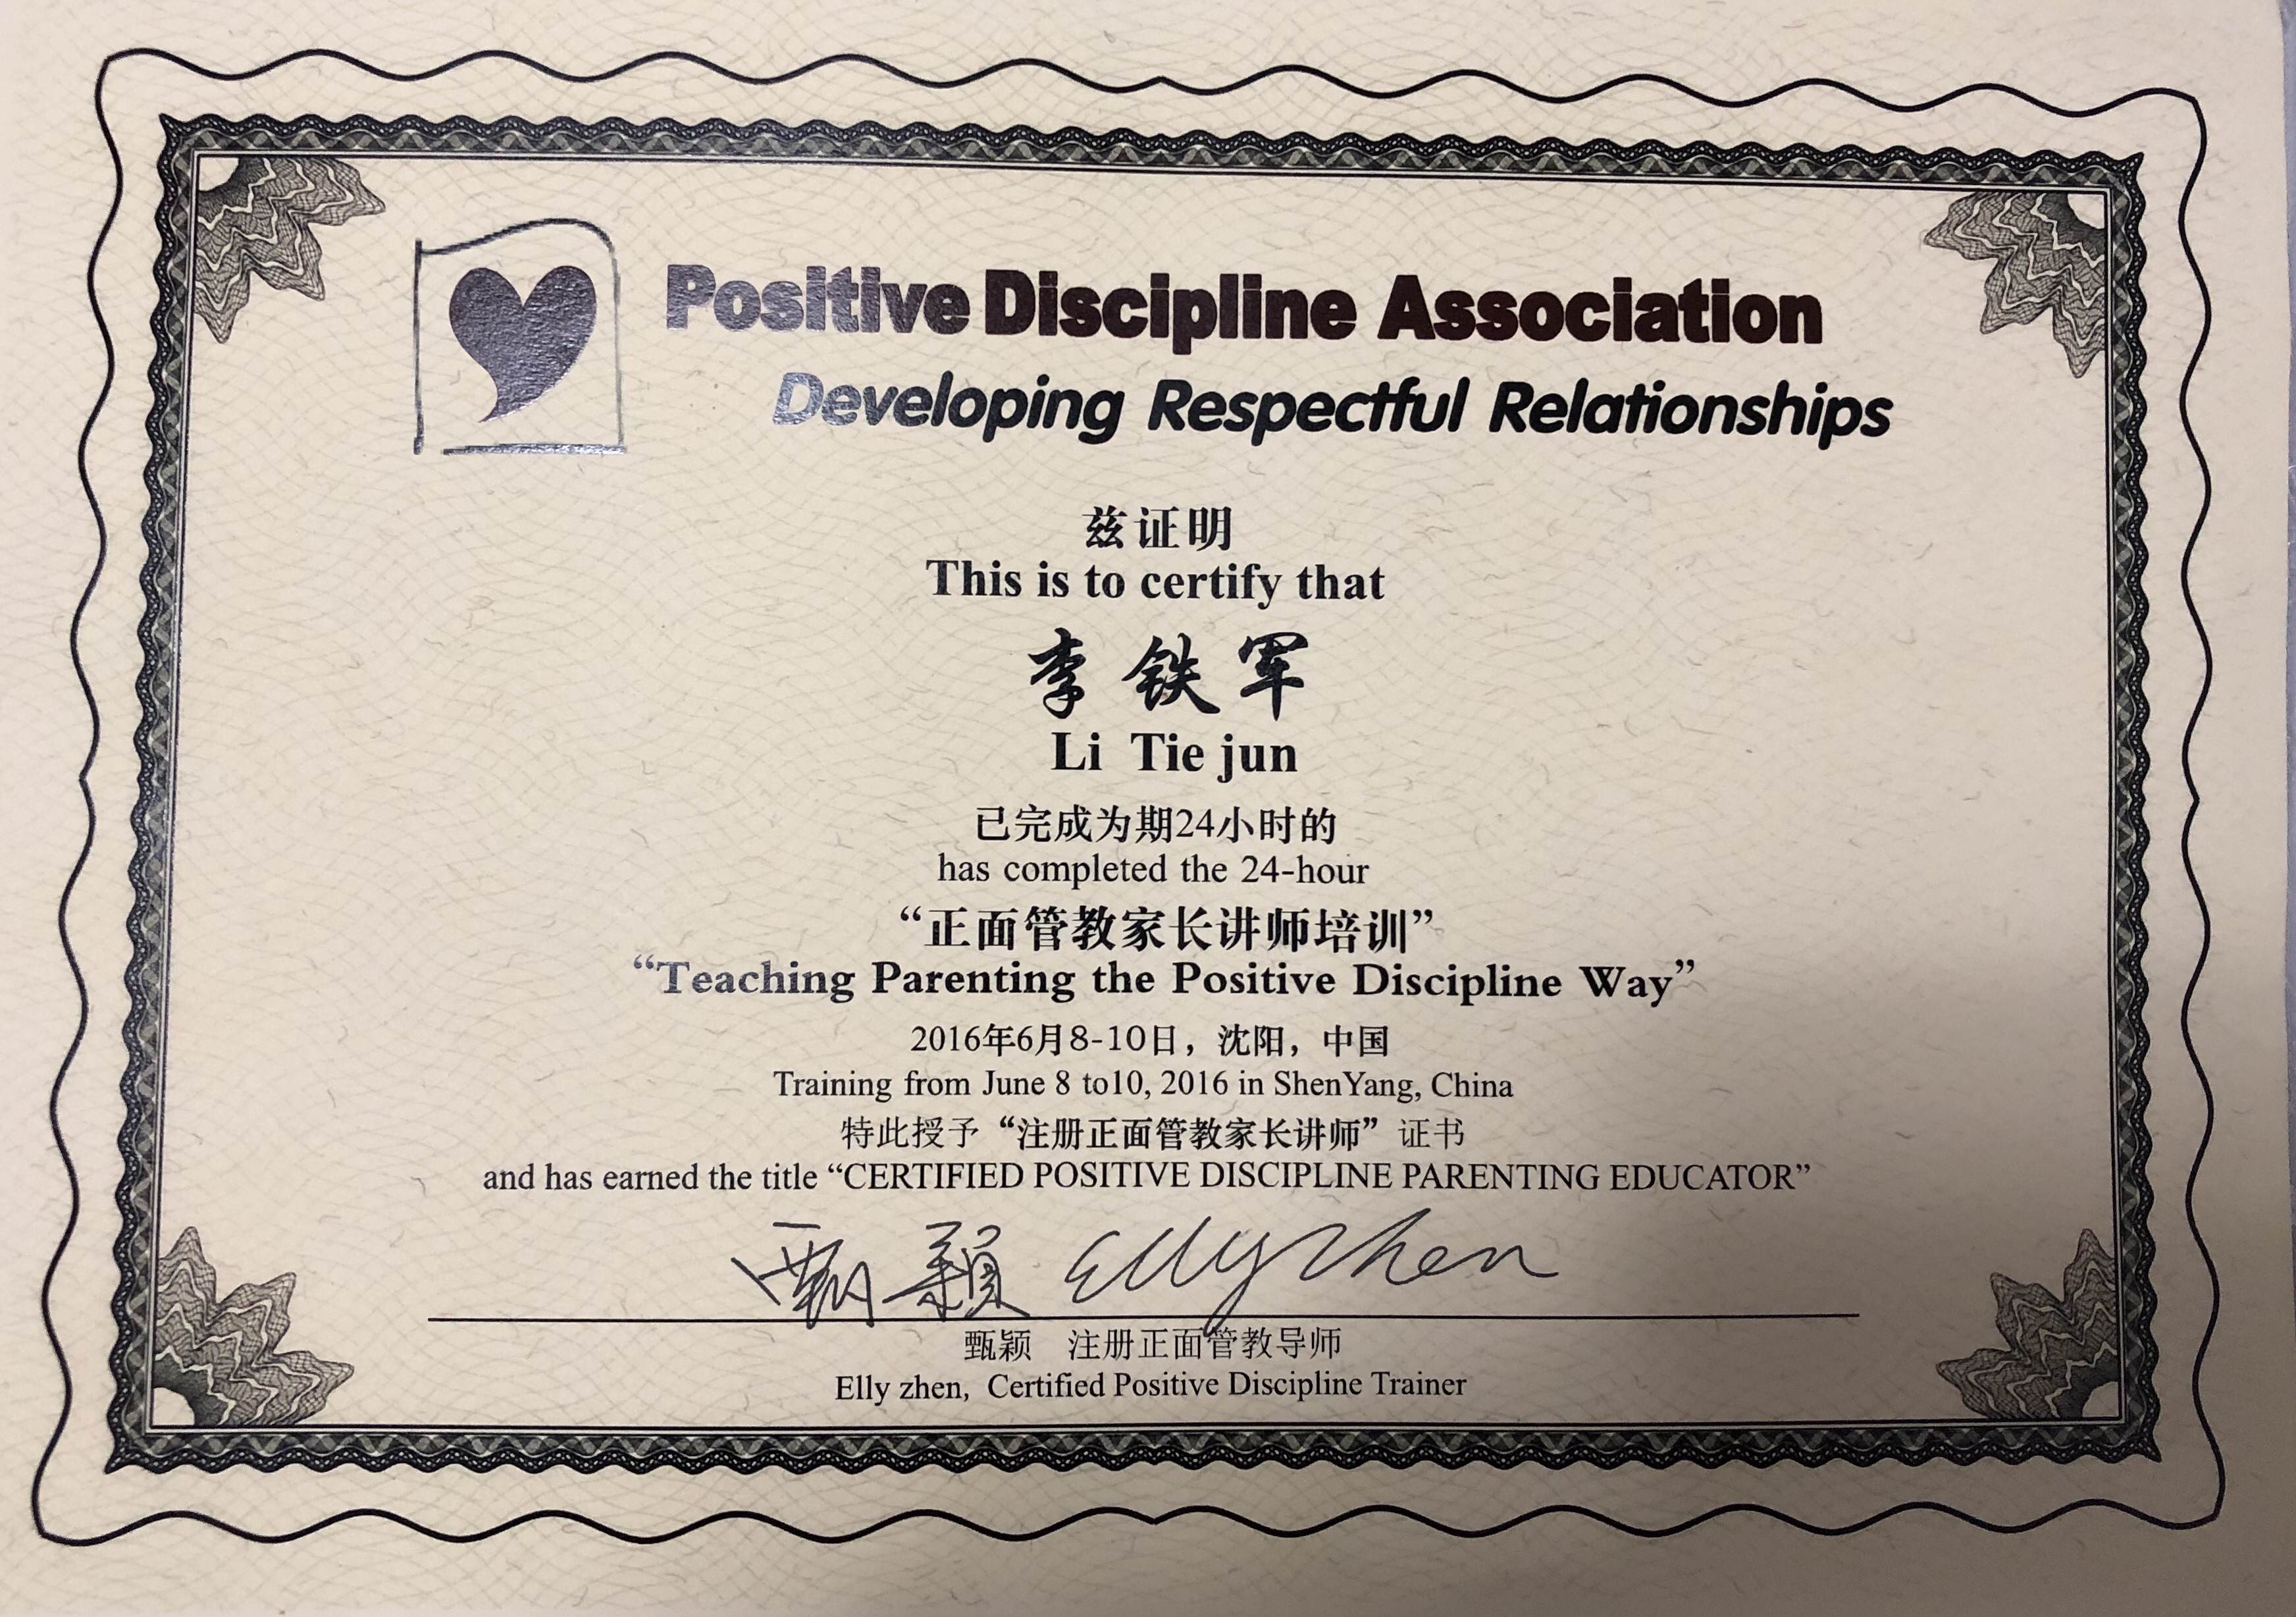 Positive Discipline Association
Developing Respectful Relationships
兹证明
This is to certify that
李铁军
Li Tie jun
已完成为期24小时的
has completed the 24-hour
“正面管教家长讲师培训”
“Teaching Parenting the Positive Discipline Way”
2016年6月8-10日，沈阳，中国
Training from June 8 to10, 2016 in ShenYang, China
特此授予“注册正面管教家长讲师”证书
and has earned the title “CERTIFIED POSITIVE DISCIPLINE PARENTING EDUCATOR”
甄颖 Elly Zhen
甄颖 注册正面管教导师
Elly zhen, Certified Positive Discipline Trainer